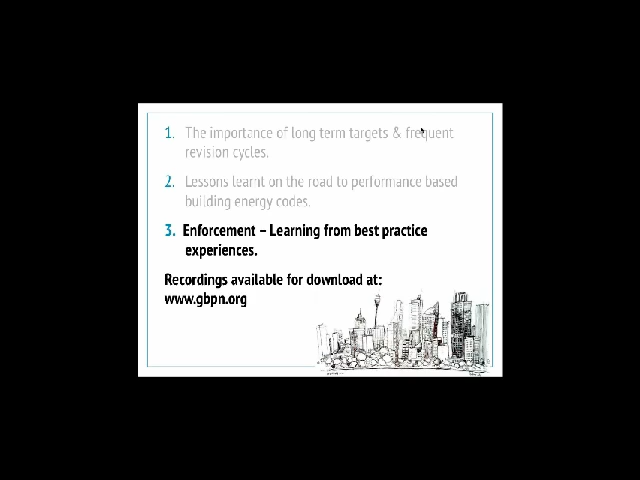 1. The importance of long term targets & frequent
revision cycles.
2. Lessons learnt on the road to performance based
building energy codes.
3. Enforcement – Learning from best practice
experiences.
Recordings available for download at:
www.gbpn.org